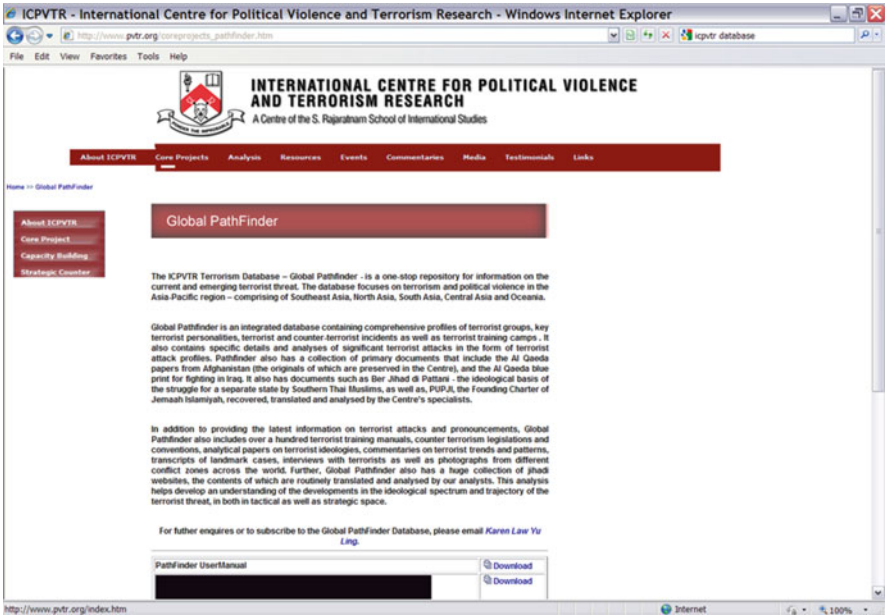 ICPVTR - International Centre for Political Violence and Terrorism Research - Windows Internet Explorer
http://www.pvtr.org/coreprojects_pathfinder.htm
icpvtr database
File Edit View Favorites Tools Help
INTERNATIONAL CENTRE FOR POLITICAL VIOLENCE
AND TERRORISM RESEARCH
A Centre of the S. Rajaratnam School of International Studies
About ICPVTR Core Projects Analysis Resources Events Commentaries Media Testimonials Links
Home >> Global PathFinder
Global PathFinder
About ICPVTR
Core Project
Capacity Building
Strategic Counter
The ICPVTR Terrorism Database – Global Pathfinder - is a one-stop repository for information on the
current and emerging terrorist threat. The database focuses on terrorism and political violence in the
Asia-Pacific region – comprising of Southeast Asia, North Asia, South Asia, Central Asia and Oceania.
Global Pathfinder is an integrated database containing comprehensive profiles of terrorist groups, key
terrorist personalities, terrorist and counter-terrorist incidents as well as terrorist training camps . It
also contains specific details and analyses of significant terrorist attacks in the form of terrorist
attack profiles. Pathfinder also has a collection of primary documents that include the Al Qaeda
papers from Afghanistan (the originals of which are preserved in the Centre), and the Al Qaeda blue
print for fighting in Iraq. It also has documents such as Ber Jihad di Pattani - the ideological basis of
the struggle for a separate state by Southern Thai Muslims, as well as, PUPJI, the Founding Charter of
Jemaah Islamiyah, recovered, translated and analysed by the Centre's specialists.
In addition to providing the latest information on terrorist attacks and pronouncements, Global
Pathfinder also includes over a hundred terrorist training manuals, counter terrorism legislations and
conventions, analytical papers on terrorist ideologies, commentaries on terrorist trends and patterns,
transcripts of landmark cases, interviews with terrorists as well as photographs from different
conflict zones across the world. Further, Global Pathfinder also has a huge collection of jihadi
websites, the contents of which are routinely translated and analysed by our analysts. This analysis
helps develop an understanding of the developments in the ideological spectrum and trajectory of the
terrorist threat, in both in tactical as well as strategic space.
For futher enquires or to subscribe to the Global PathFinder Database, please email Karen Law Yu
Ling.
PathFinder UserManual Download
Download
http://www.pvtr.org/index.htm Internet 100%